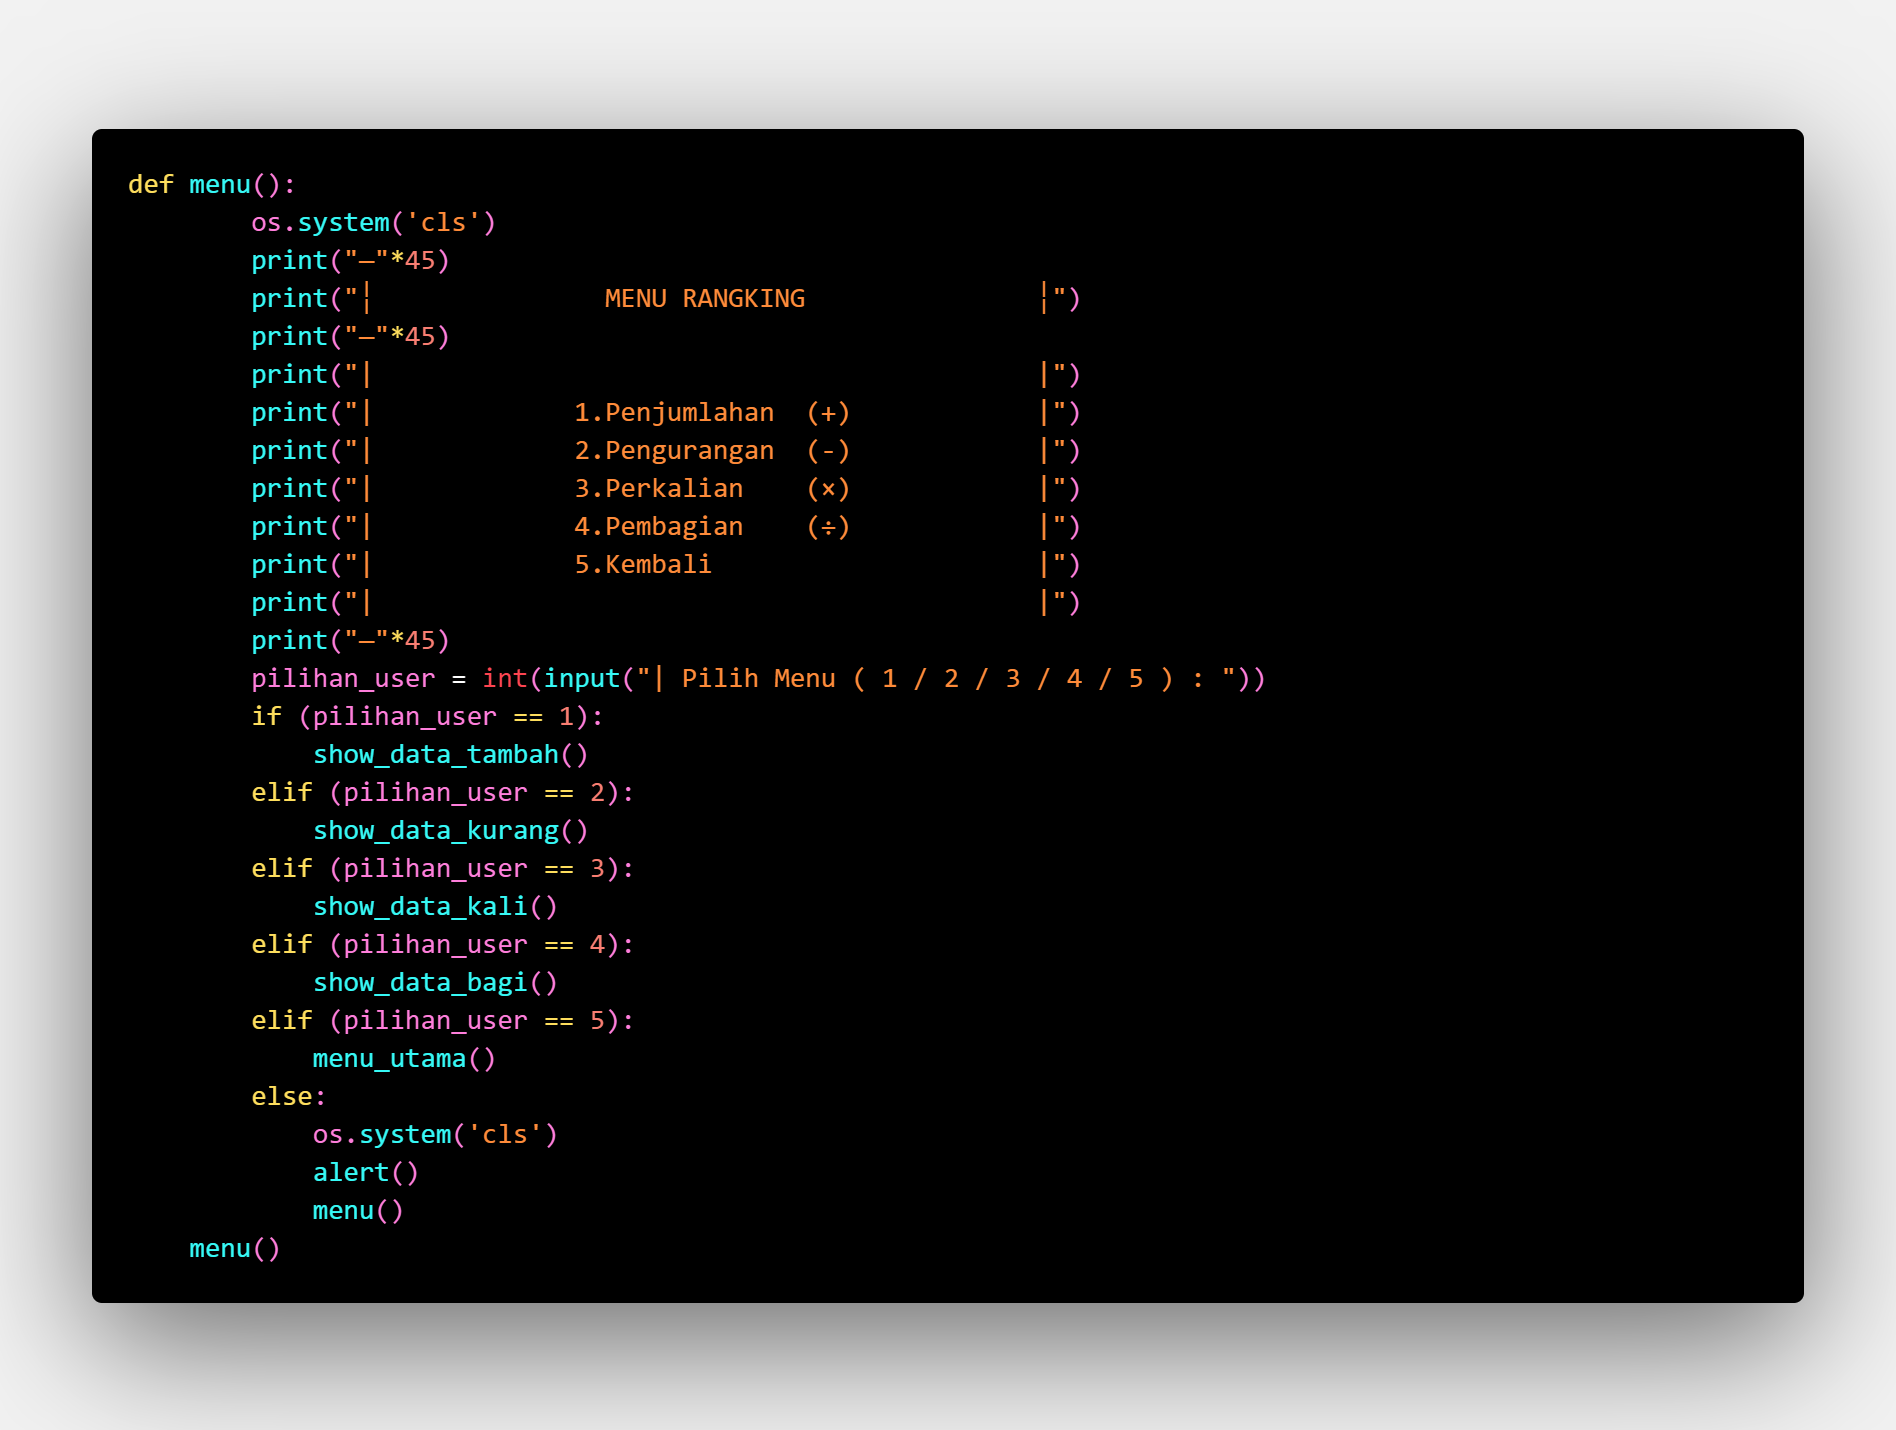 def menu():
        os.system('cls')
        print("—"*45)
        print("¦               MENU RANGKING               ¦")
        print("—"*45)
        print("|                                           |")
        print("|             1.Penjumlahan  (+)            |")
        print("|             2.Pengurangan  (-)            |")
        print("|             3.Perkalian    (×)            |")
        print("|             4.Pembagian    (÷)            |")
        print("|             5.Kembali                     |")
        print("|                                           |")
        print("—"*45)
        pilihan_user = int(input("| Pilih Menu ( 1 / 2 / 3 / 4 / 5 ) : "))
        if (pilihan_user == 1):
            show_data_tambah()
        elif (pilihan_user == 2):
            show_data_kurang()
        elif (pilihan_user == 3):
            show_data_kali()
        elif (pilihan_user == 4):
            show_data_bagi()
        elif (pilihan_user == 5):
            menu_utama()
        else:
            os.system('cls')
            alert()
            menu()
    menu()